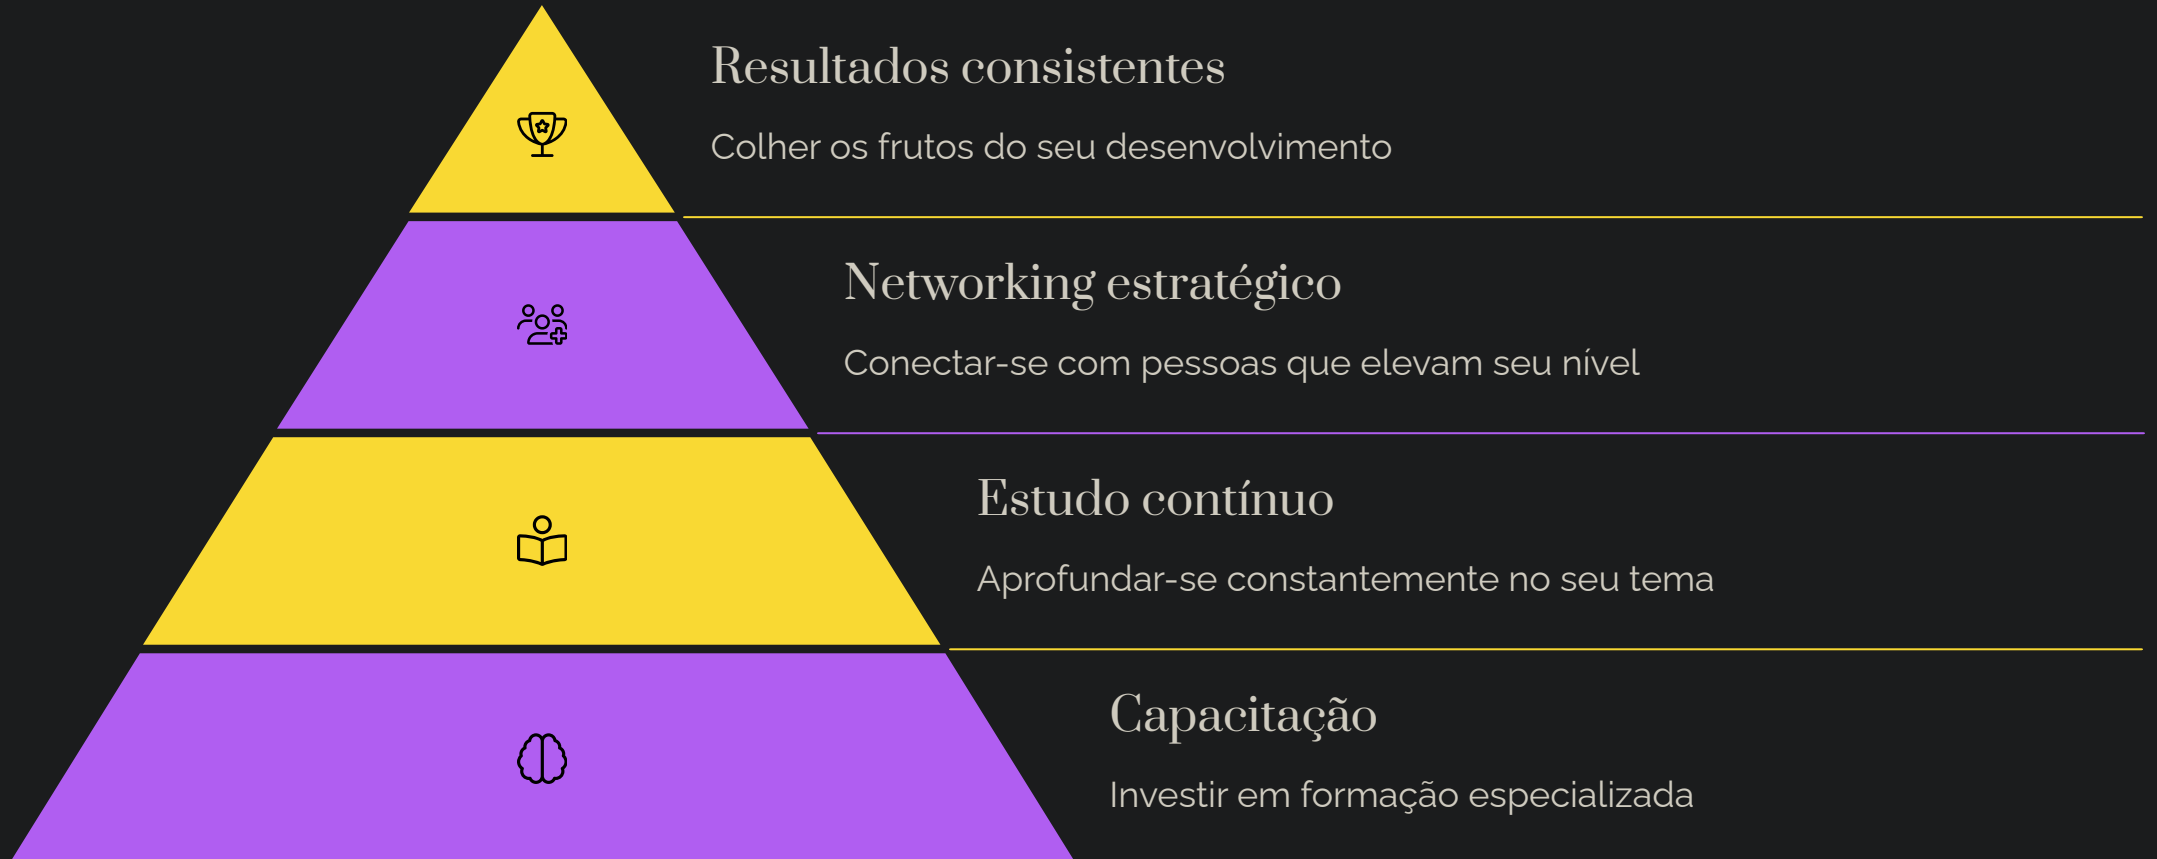 Resultados consistentes
Colher os frutos do seu desenvolvimento
Networking estratégico
Conectar-se com pessoas que elevam seu nível
Estudo contínuo
Aprofundar-se constantemente no seu tema
Capacitação
Investir em formação especializada